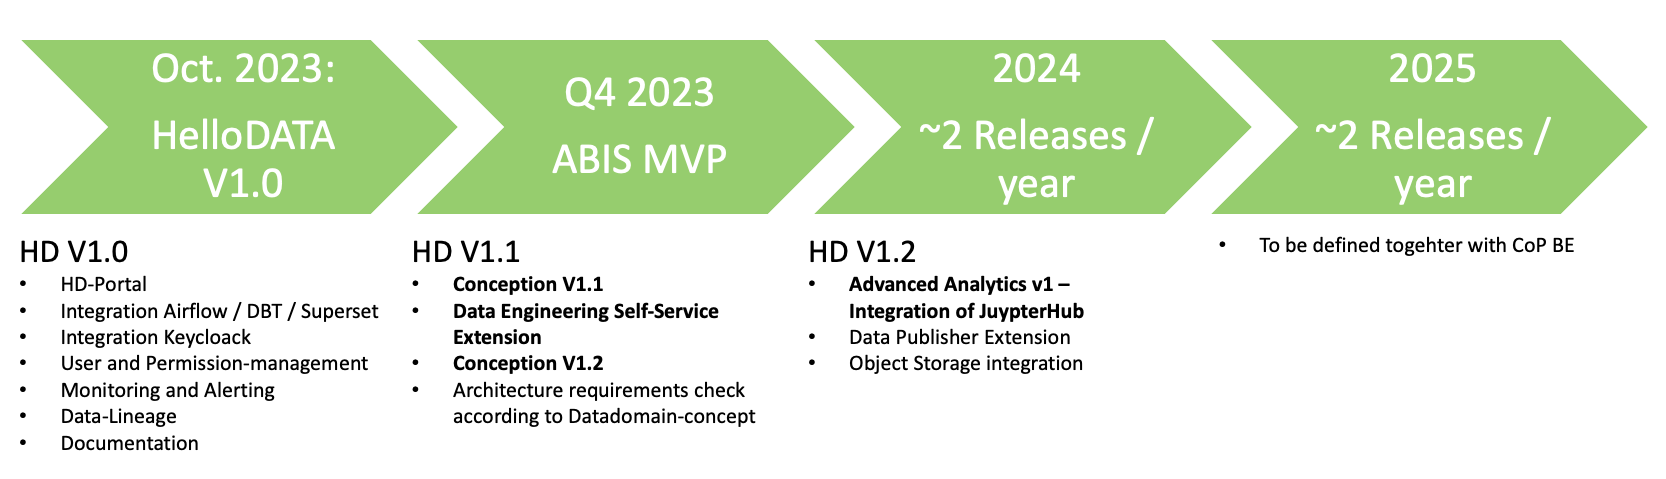 Oct. 2023:
HelloDATA
V1.0
Q4 2023
ABIS MVP
2024
~2 Releases /
year
2025
~2 Releases /
year
HD V1.0
• HD-Portal
• Integration Airflow / DBT / Superset
• Integration Keycloack
• User and Permission-management
• Monitoring and Alerting
• Data-Lineage
• Documentation
HD V1.1
• Conception V1.1
• Data Engineering Self-Service
Extension
• Conception V1.2
• Architecture requirements check
according to Datadomain-concept
HD V1.2
• Advanced Analytics v1 –
Integration of JuypterHub
• Data Publisher Extension
• Object Storage integration
• To be defined togehter with CoP BE